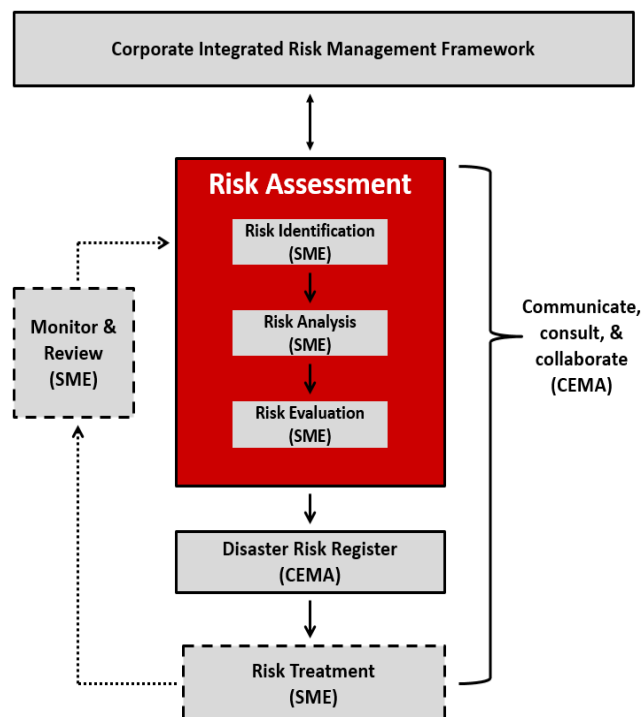 Corporate Integrated Risk Management Framework
Risk Assessment
Risk Identification
(SME)
Risk Analysis
(SME)
Risk Evaluation
(SME)
Monitor &
Review
(SME)
Communicate,
consult, &
collaborate
(CEMA)
Disaster Risk Register
(CEMA)
Risk Treatment
(SME)